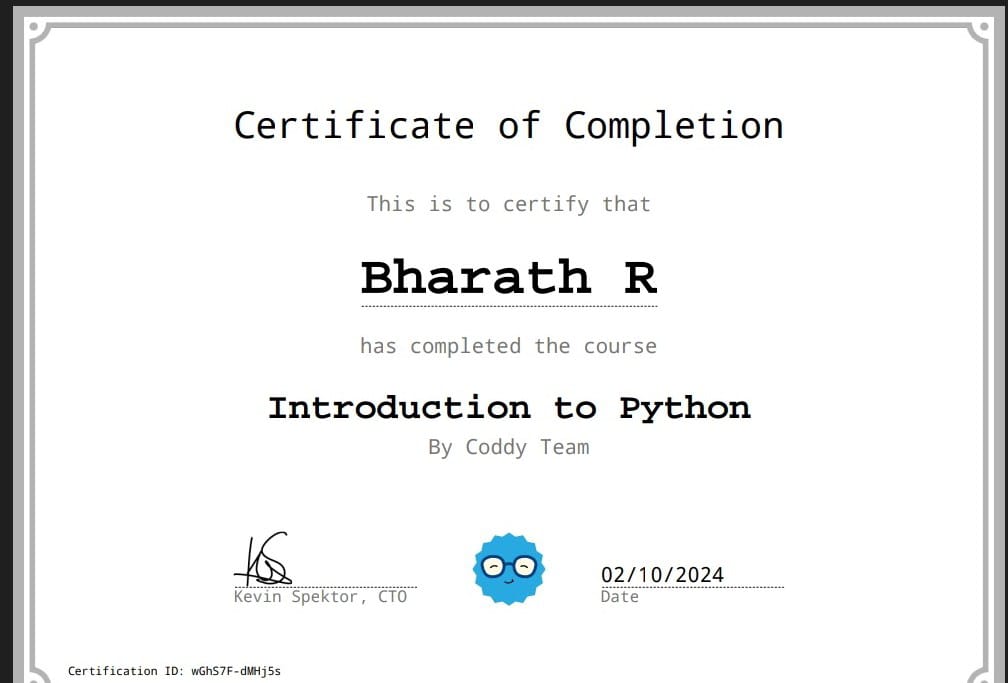 Certificate of Completion
This is to certify that
Bharath R
has completed the course
Introduction to Python
By Coddy Team
02/10/2024
Kevin Spektor, CTO
Date
Certification ID: wGhS7F-dMHj5s